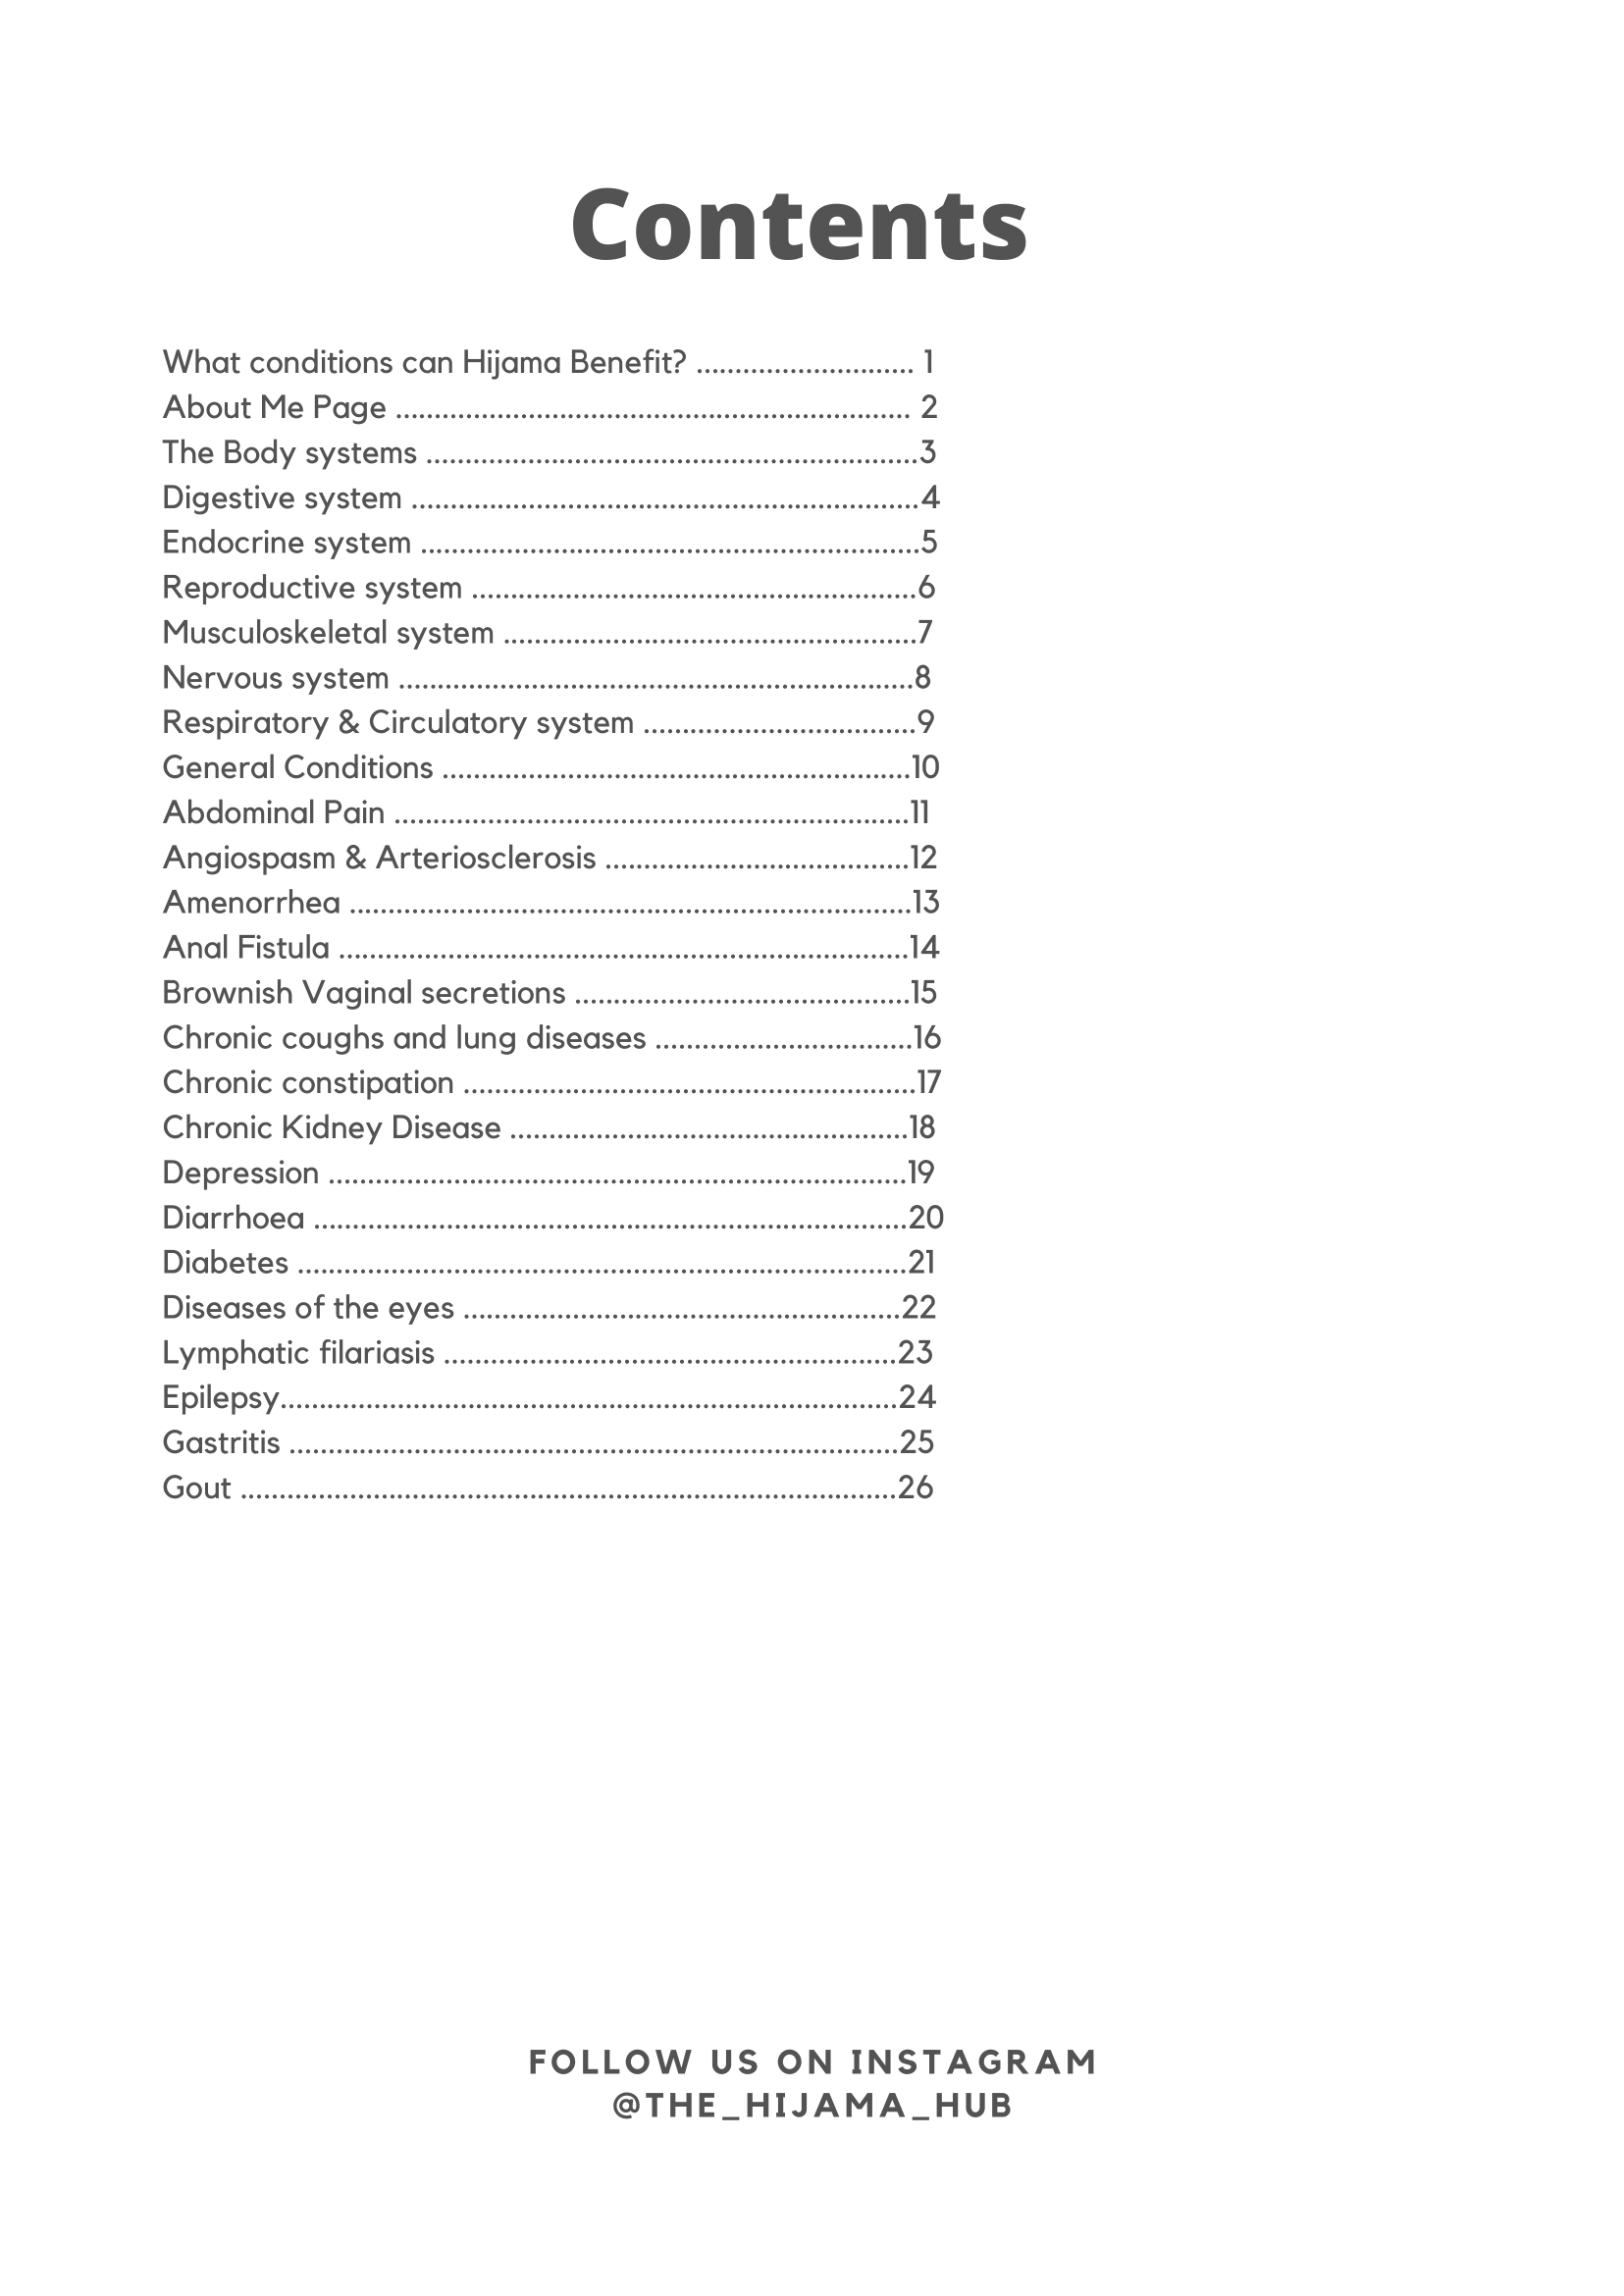 Contents
What conditions can Hijama Benefit? ............................ 1
About Me Page .................................................................. 2
The Body systems ...............................................................3
Digestive system .................................................................4
Endocrine system ................................................................5
Reproductive system .........................................................6
Musculoskeletal system .....................................................7
Nervous system ..................................................................8
Respiratory & Circulatory system ...................................9
General Conditions ............................................................10
Abdominal Pain ..................................................................11
Angiospasm & Arteriosclerosis .......................................12
Amenorrhea ........................................................................13
Anal Fistula .........................................................................14
Brownish Vaginal secretions ...........................................15
Chronic coughs and lung diseases .................................16
Chronic constipation ..........................................................17
Chronic Kidney Disease ...................................................18
Depression ..........................................................................19
Diarrhoea ............................................................................20
Diabetes ..............................................................................21
Diseases of the eyes ........................................................22
Lymphatic filariasis ..........................................................23
Epilepsy...............................................................................24
Gastritis ..............................................................................25
Gout ....................................................................................26
FOLLOW US ON INSTAGRAM
@THE_HIJAMA_HUB